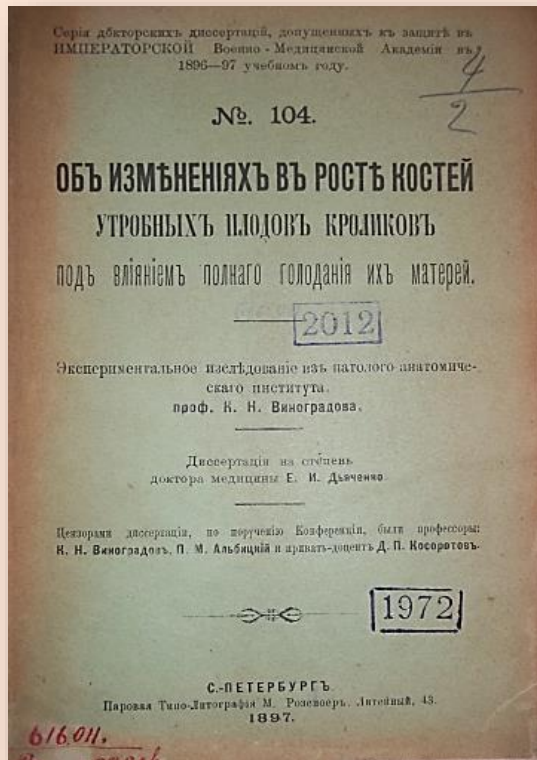 Серія докторскихъ диссертацій, допущенныхъ къ защитѣ въ
ИМПЕРАТОРСКОЙ Военно-Медицинской Академіи въ
1896—97 учебномъ году.
4
2
№. 104.
ОБЪ ИЗМѢНЕНІЯХЪ ВЪ РОСТѢ КОСТЕЙ
УТРОБНЫХЪ ПЛОДОВЪ КРОЛИКОВЪ
ПОДЪ ВЛІЯНІЕМЪ ПОЛНАГО ГОЛОДАНІЯ ИХЪ МАТЕРЕЙ.
2012
Экспериментальное изслѣдованіе изъ патолого-анатомиче-
скаго института.
проф. К. Н. Виноградова.
Диссертація на степень
доктора медицины Е. И. Дьяченко
Цензорами диссертаціи, по порученію Конференціи, были профессоры:
К. Н. Виноградовъ, П. М. Альбицкій и приватъ-доцентъ Д. П. Косоротовъ.
1972
С.-ПЕТЕРБУРГЪ.
Паровая Типо-Литографія М. Розеноеръ. Литейный, 43.
1897.
616.011.